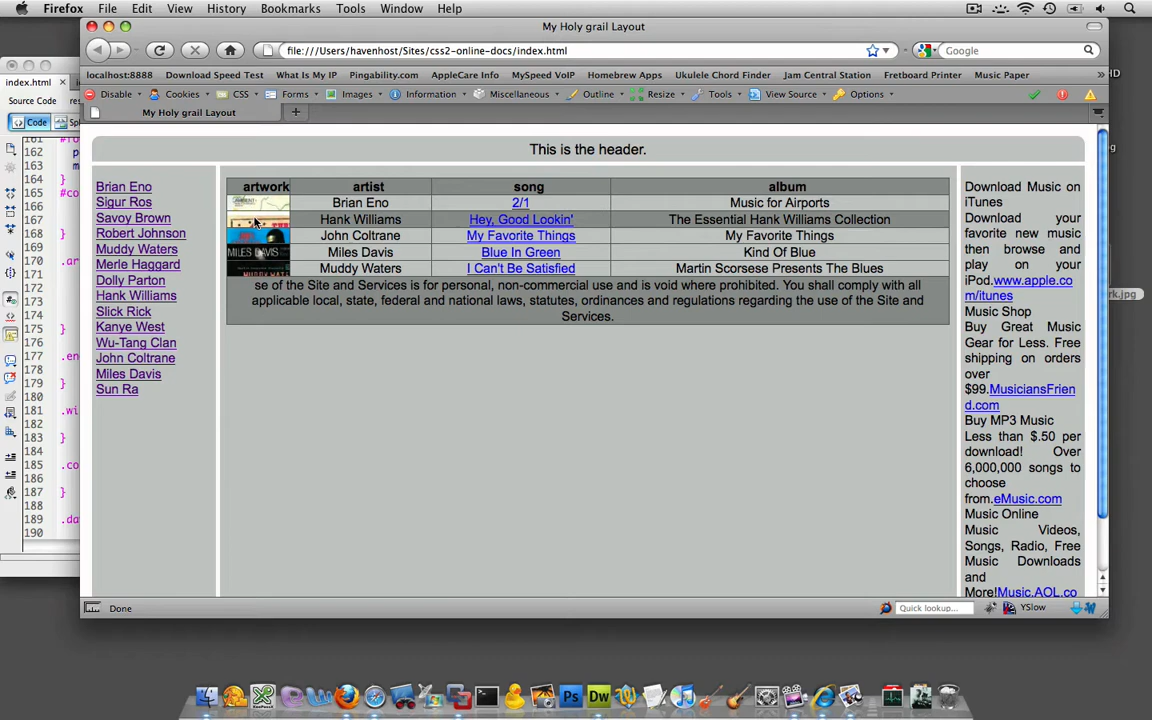 Firefox File Edit View History Bookmarks Tools Window Help
My Holy grail Layout
file:///Users/havenhost/Sites/css2-online-docs/index.html
Google
localhost:8888 Download Speed Test What Is My IP Pingability.com AppleCare Info MySpeed VoIP Homebrew Apps Ukulele Chord Finder Jam Central Station Fretboard Printer Music Paper
Disable Cookies CSS Forms Images Information Miscellaneous Outline Resize Tools View Source Options
My Holy grail Layout
index.html
Source Code
Code
161
162
163
164
165
166
167
168
170
171
172
173
174
175
176
177
179
180
181
182
183
184
185
186
187
188
189
190
This is the header.
Brian Eno
Sigur Ros
Savoy Brown
Robert Johnson
Muddy Waters
Merle Haggard
Dolly Parton
Hank Williams
Slick Rick
Kanye West
Wu-Tang Clan
John Coltrane
Miles Davis
Sun Ra
artwork artist song album
Brian Eno 2/1 Music for Airports
Hank Williams Hey, Good Lookin' The Essential Hank Williams Collection
John Coltrane My Favorite Things My Favorite Things
MILES DAVIS Miles Davis Blue In Green Kind Of Blue
MUDDY WATERS Muddy Waters I Can't Be Satisfied Martin Scorsese Presents The Blues
se of the Site and Services is for personal, non-commercial use and is void where prohibited. You shall comply with all
applicable local, state, federal and national laws, statutes, ordinances and regulations regarding the use of the Site and
Services.
Download Music on
iTunes
Download your
favorite new music
then browse and
play on your
iPod.www.apple.co
m/itunes
Music Shop
Buy Great Music
Gear for Less. Free
shipping on orders
over
$99.MusiciansFrien
d.com
Buy MP3 Music
Less than $.50 per
download! Over
6,000,000 songs to
choose
from.eMusic.com
Music Online
Music Videos,
Songs, Radio, Free
Music Downloads
and
More!Music.AOL.co
Done
Quick lookup...
YSlow
Ps
Dw